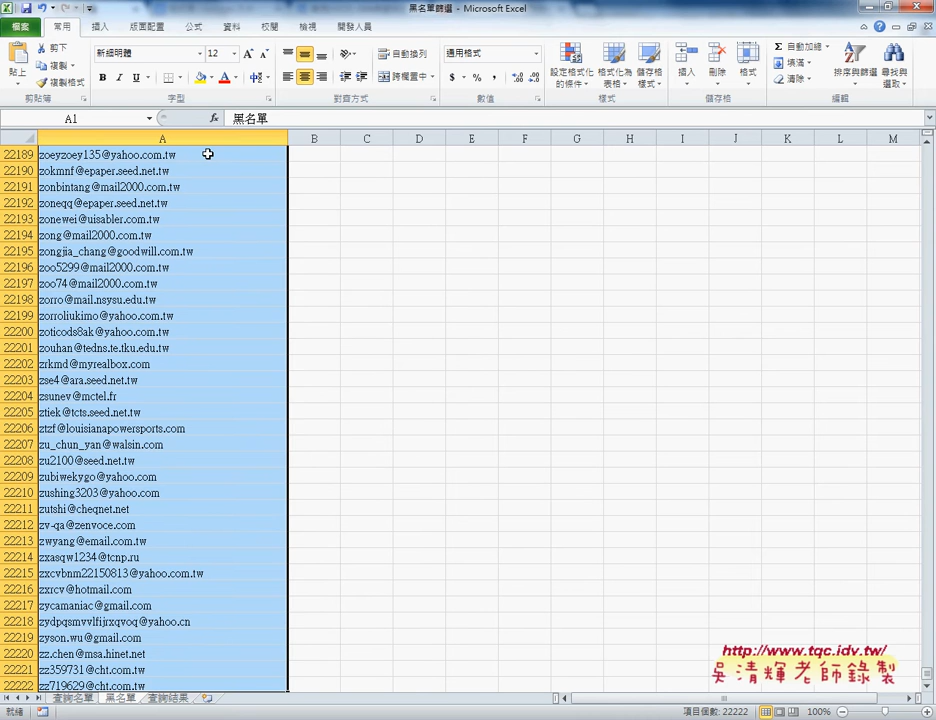 黑名單篩選 - Microsoft Excel
檔案 常用 插入 版面配置 公式 資料 校閱 檢視 開發人員
貼上 剪下 複製 複製格式 剪貼簿
新細明體 12 B I U 字型
自動換列 跨欄置中 對齊方式
通用格式 $ % , 數值
設定格式化的條件 格式化為表格 儲存格樣式 樣式
插入 刪除 格式 儲存格
Σ 自動加總 填滿 清除 排序與篩選 尋找與選取 編輯
A1 fx 黑名單
A B C D E F G H I J K L M
22189 zoeyzoey135@yahoo.com.tw
22190 zokmnf@epaper.seed.net.tw
22191 zonbintang@mail2000.com.tw
22192 zoneqq@epaper.seed.net.tw
22193 zonewei@uisabler.com.tw
22194 zong@mail2000.com.tw
22195 zongjia_chang@goodwill.com.tw
22196 zoo5299@mail2000.com.tw
22197 zoo74@mail2000.com.tw
22198 zorro@mail.nsysu.edu.tw
22199 zorroliukimo@yahoo.com.tw
22200 zoticods8ak@yahoo.com.tw
22201 zouhan@tedns.te.tku.edu.tw
22202 zrkmd@myrealbox.com
22203 zse4@ara.seed.net.tw
22204 zsunev@mctel.fr
22205 ztiek@tcts.seed.net.tw
22206 ztzf@louisianapowersports.com
22207 zu_chun_yan@walsin.com
22208 zu2100@seed.net.tw
22209 zubiwekygo@yahoo.com
22210 zushing3203@yahoo.com
22211 zutshi@cheqnet.net
22212 zv-qa@zenvoce.com
22213 zwyang@email.com.tw
22214 zxasqw1234@tcnp.ru
22215 zxcvbnm22150813@yahoo.com.tw
22216 zxrcv@hotmail.com
22217 zycamaniac@gmail.com
22218 zydpqsmvvlfijrxqvoq@yahoo.cn
22219 zyson.wu@gmail.com
22220 zz.chen@msa.hinet.net
22221 zz359731@cht.com.tw
22222 zz719629@cht.com.tw
http://www.tqc.idv.tw/
吳清輝老師錄製
查詢名單 黑名單 查詢結果
就緒 項目個數: 22222 100%